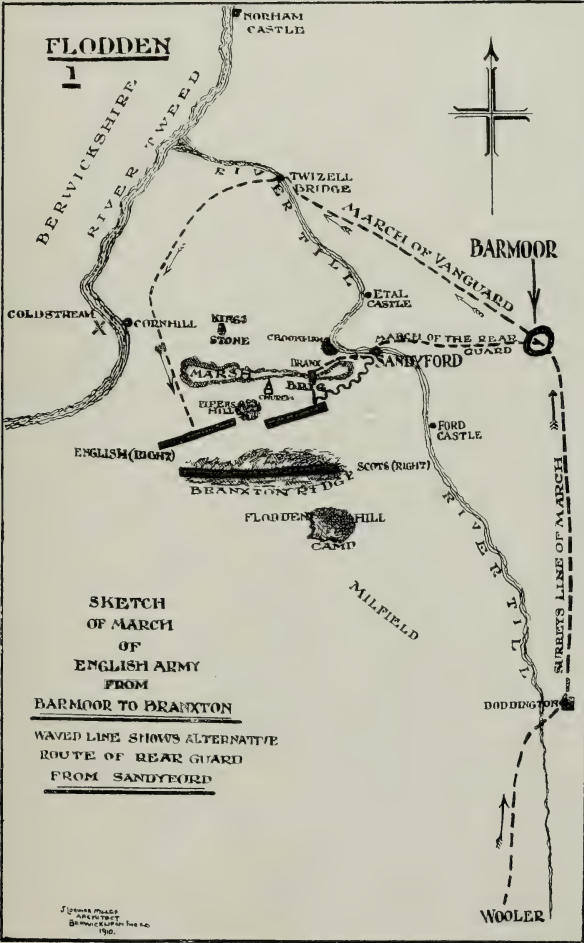 FLODDEN
1
NORHAM
CASTLE
BERWICKSHIRE
RIVER TWEED
RIVER TILL
TWIZELL
BRIDGE
MARCH OF VANGUARD
BARMOOR
ETAL
CASTLE
COLDSTREAM
X
CORNHILL
KINGS
STONE
CROOKHAM
MARCH OF THE REAR
GUARD
SANDYFORD
BRANX
BRIG
MARSH
CHURCH
PIPERS
HILL
FORD
CASTLE
ENGLISH (RIGHT)
SCOTS (RIGHT)
BRANXTON RIDGE
FLODDEN HILL
CAMP
RIVER TILL
SURREYS LINE OF MARCH
MILFIELD
SKETCH
OF MARCH
OF
ENGLISH ARMY
FROM
BARMOOR TO BRANXTON
WAVED LINE SHOWS ALTERNATIVE
ROUTE OF REAR GUARD
FROM SANDYFORD
DODDINGTON
WOOLER
ARCHITECT
1910.